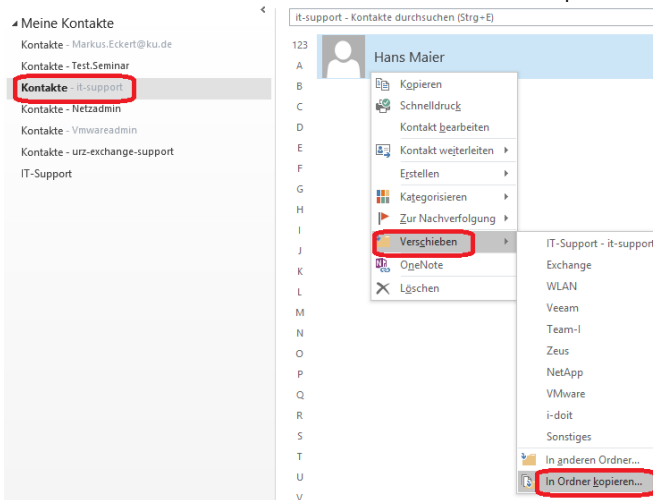 Meine Kontakte
Kontakte - Markus.Eckert@ku.de
Kontakte - Test.Seminar
Kontakte - it-support
Kontakte - Netzadmin
Kontakte - Vmwareadmin
Kontakte - urz-exchange-support
IT-Support
it-support - Kontakte durchsuchen (Strg+E)
123
A
B
C
D
E
F
G
H
I
J
K
L
M
N
O
P
Q
R
S
T
U
V
Hans Maier
Kopieren
Schnelldruck
Kontakt bearbeiten
Kontakt weiterleiten
Erstellen
Kategorisieren
Zur Nachverfolgung
Verschieben
OneNote
Löschen
IT-Support - it-support
Exchange
WLAN
Veeam
Team-I
Zeus
NetApp
VMware
i-doit
Sonstiges
In anderen Ordner...
In Ordner kopieren...